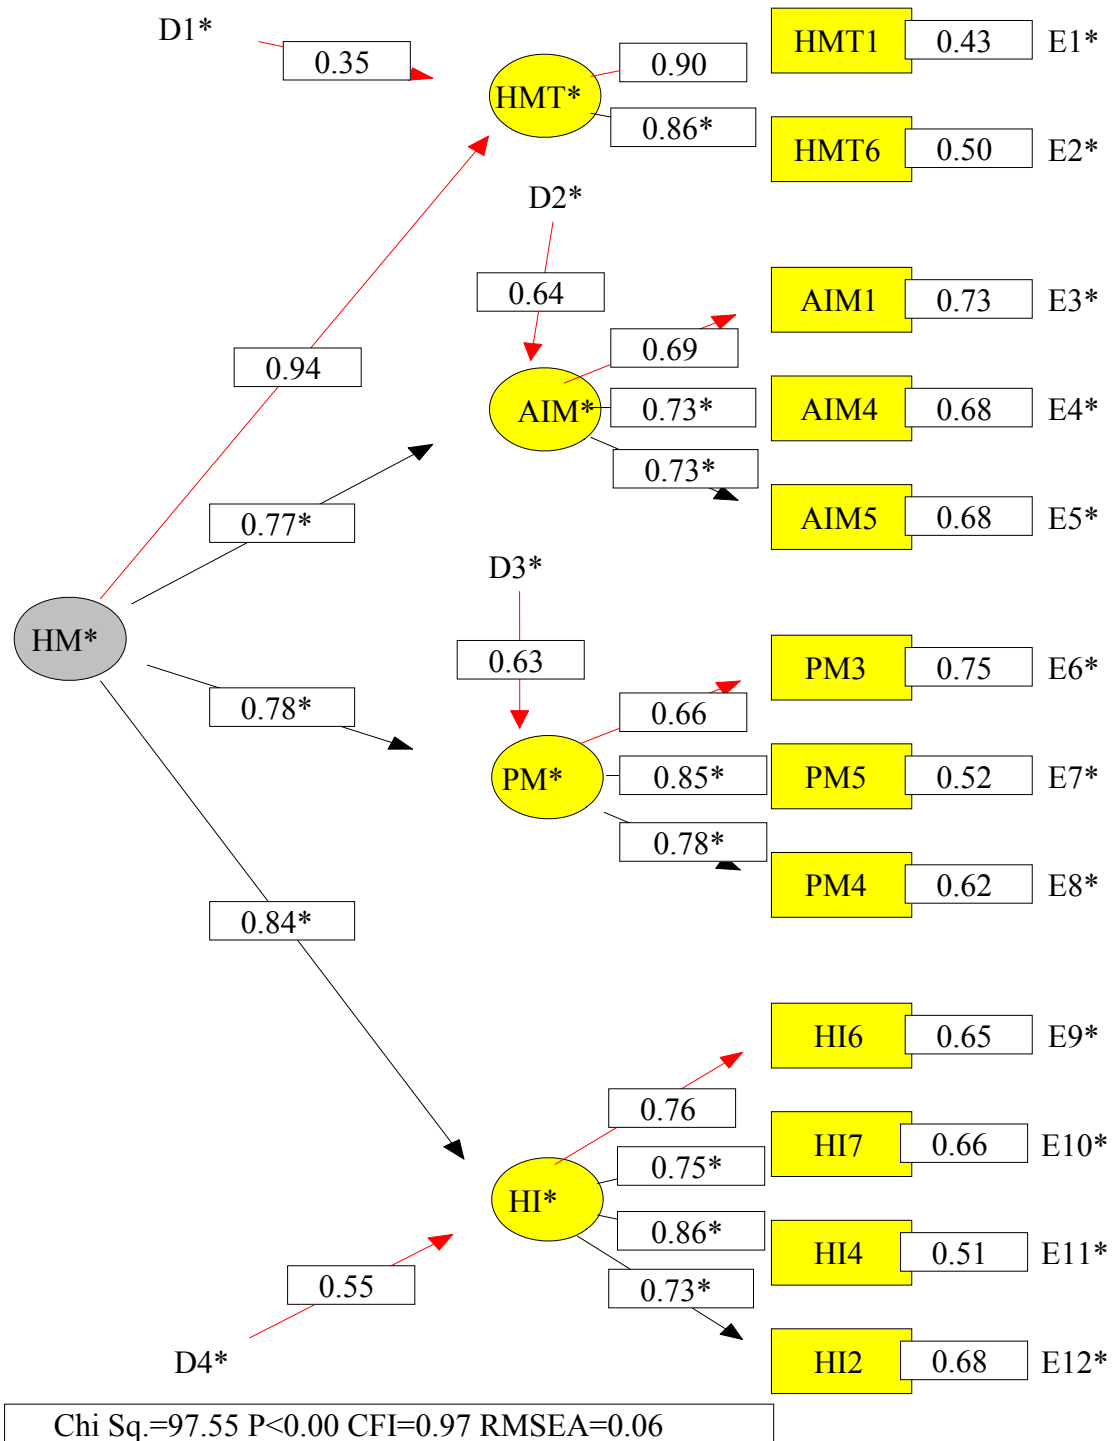 D1*
0.35
HMT*
0.90
0.86*
HMT1
0.43
E1*
HMT6
0.50
E2*
D2*
0.64
0.94
AIM*
0.69
0.73*
0.73*
AIM1
0.73
E3*
AIM4
0.68
E4*
AIM5
0.68
E5*
0.77*
HM*
D3*
0.63
0.78*
PM*
0.66
0.85*
0.78*
PM3
0.75
E6*
PM5
0.52
E7*
PM4
0.62
E8*
0.84*
HI*
0.76
0.75*
0.86*
0.73*
HI6
0.65
E9*
HI7
0.66
E10*
HI4
0.51
E11*
HI2
0.68
E12*
0.55
D4*
Chi Sq.=97.55 P<0.00 CFI=0.97 RMSEA=0.06